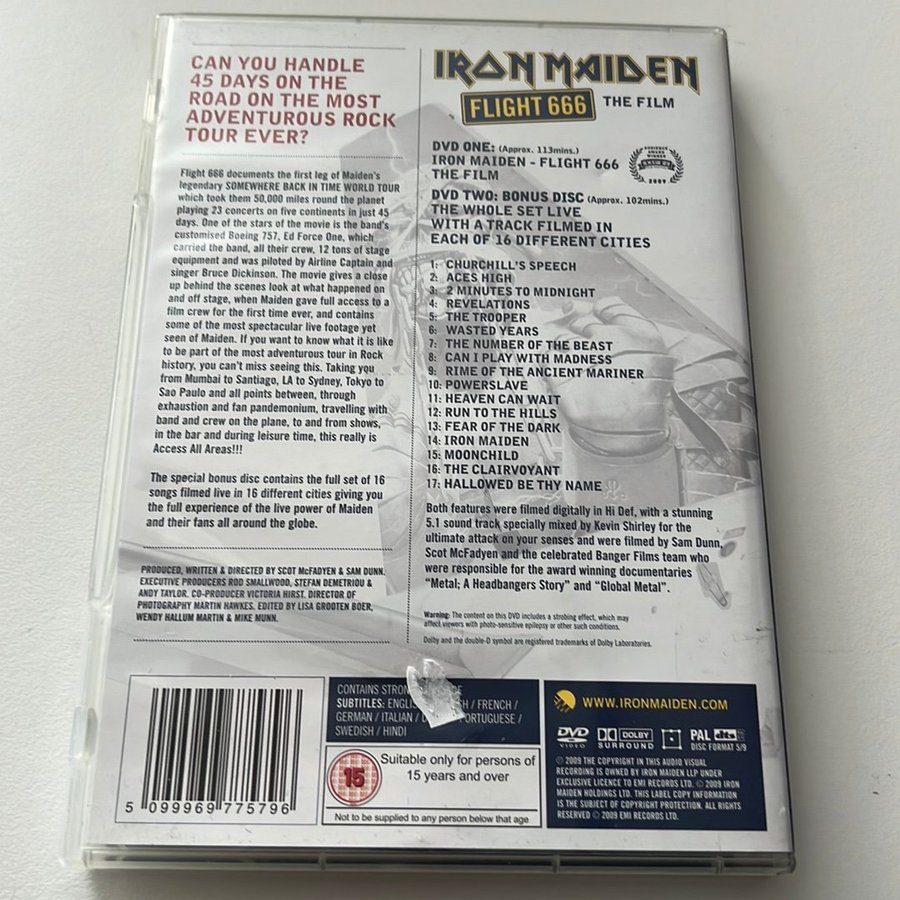 CAN YOU HANDLE
45 DAYS ON THE
ROAD ON THE MOST
ADVENTUROUS ROCK
TOUR EVER?
Flight 666 documents the first leg of Maiden's
legendary SOMEWHERE BACK IN TIME WORLD TOUR
which took them 50,000 miles round the planet
playing 23 concerts on five continents in just 45
days. One of the stars of the movie is the band's
customised Boeing 757, Ed Force One, which
carried the band, all their crew, 12 tons of stage
equipment and was piloted by Airline Captain and
singer Bruce Dickinson. The movie gives a close
up behind the scenes look at what happened on
and off stage, when Maiden gave full access to a
film crew for the first time ever, and contains
some of the most spectacular live footage yet
seen of Maiden. If you want to know what it is like
to be part of the most adventurous tour in Rock
history, you can't miss seeing this. Taking you
from Mumbai to Santiago, LA to Sydney, Tokyo to
Sao Paulo and all points between, through
exhaustion and fan pandemonium, travelling with
band and crew on the plane, to and from shows,
in the bar and during leisure time, this really is
Access All Areas!!!
The special bonus disc contains the full set of 16
songs filmed live in 16 different cities giving you
the full experience of the live power of Maiden
and their fans all around the globe.
PRODUCED, WRITTEN & DIRECTED BY SCOT McFADYEN & SAM DUNN.
EXECUTIVE PRODUCERS ROD SMALLWOOD, STEFAN DEMETRIOU &
ANDY TAYLOR. CO-PRODUCER VICTORIA HIRST. DIRECTOR OF
PHOTOGRAPHY MARTIN HAWKES. EDITED BY LISA GROOTEN BOER,
WENDY HALLUM MARTIN & MIKE MUNN.
IRON MAIDEN
FLIGHT 666 THE FILM
DVD ONE: (Approx. 113mins.)
IRON MAIDEN - FLIGHT 666
THE FILM
AUDIENCE
AWARD
WINNER
2009
DVD TWO: BONUS DISC (Approx. 102mins.)
THE WHOLE SET LIVE
WITH A TRACK FILMED IN
EACH OF 16 DIFFERENT CITIES
1: CHURCHILL'S SPEECH
2: ACES HIGH
3: 2 MINUTES TO MIDNIGHT
4: REVELATIONS
5: THE TROOPER
6: WASTED YEARS
7: THE NUMBER OF THE BEAST
8: CAN I PLAY WITH MADNESS
9: RIME OF THE ANCIENT MARINER
10: POWERSLAVE
11: HEAVEN CAN WAIT
12: RUN TO THE HILLS
13: FEAR OF THE DARK
14: IRON MAIDEN
15: MOONCHILD
16: THE CLAIRVOYANT
17: HALLOWED BE THY NAME
Both features were filmed digitally in Hi Def, with a stunning
5.1 sound track specially mixed by Kevin Shirley for the
ultimate attack on your senses and were filmed by Sam Dunn,
Scot McFadyen and the celebrated Banger Films team who
were responsible for the award winning documentaries
"Metal; A Headbangers Story" and "Global Metal".
Warning: The content on this DVD includes a strobing effect, which may
affect viewers with photo-sensitive epilepsy or other such conditions.
Dolby and the double-D symbol are registered trademarks of Dolby Laboratories.
5 099969 775796
CONTAINS
SUBTITLES: / FRENCH /
GERMAN / ITALIAN / PORTUGUESE /
SWEDISH / HINDI
15
Suitable only for persons of
15 years and over
Not to be supplied to any person below that age
WWW.IRONMAIDEN.COM
DVD VIDEO DOLBY SURROUND PAL dts
DISC FORMAT 5/9
© 2009 THE COPYRIGHT IN THIS AUDIO VISUAL
RECORDING IS OWNED BY IRON MAIDEN LLP UNDER
EXCLUSIVE LICENCE TO EMI RECORDS LTD. © 2009 IRON
MAIDEN HOLDINGS LTD. THIS LABEL COPY INFORMATION
IS THE SUBJECT OF COPYRIGHT PROTECTION. ALL RIGHTS
RESERVED © 2009 EMI RECORDS LTD.